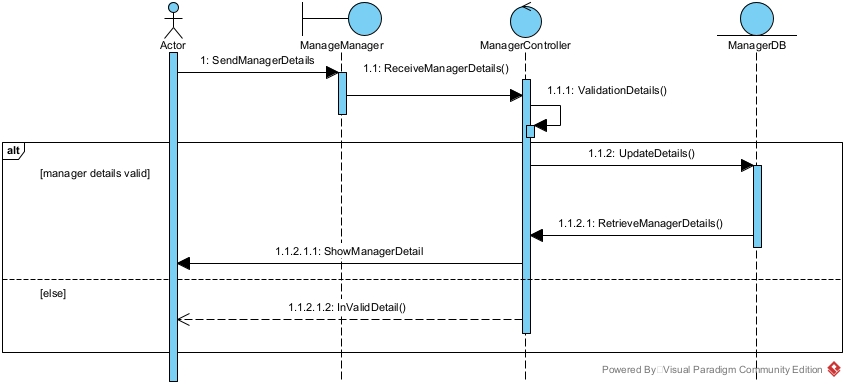 Actor
ManageManager
ManagerController
ManagerDB
1: SendManagerDetails
1.1: ReceiveManagerDetails()
1.1.1: ValidationDetails()
alt
1.1.2: UpdateDetails()
[manager details valid]
1.1.2.1: RetrieveManagerDetails()
1.1.2.1.1: ShowManagerDetail
[else]
1.1.2.1.2: InValidDetail()
Powered By Visual Paradigm Community Edition